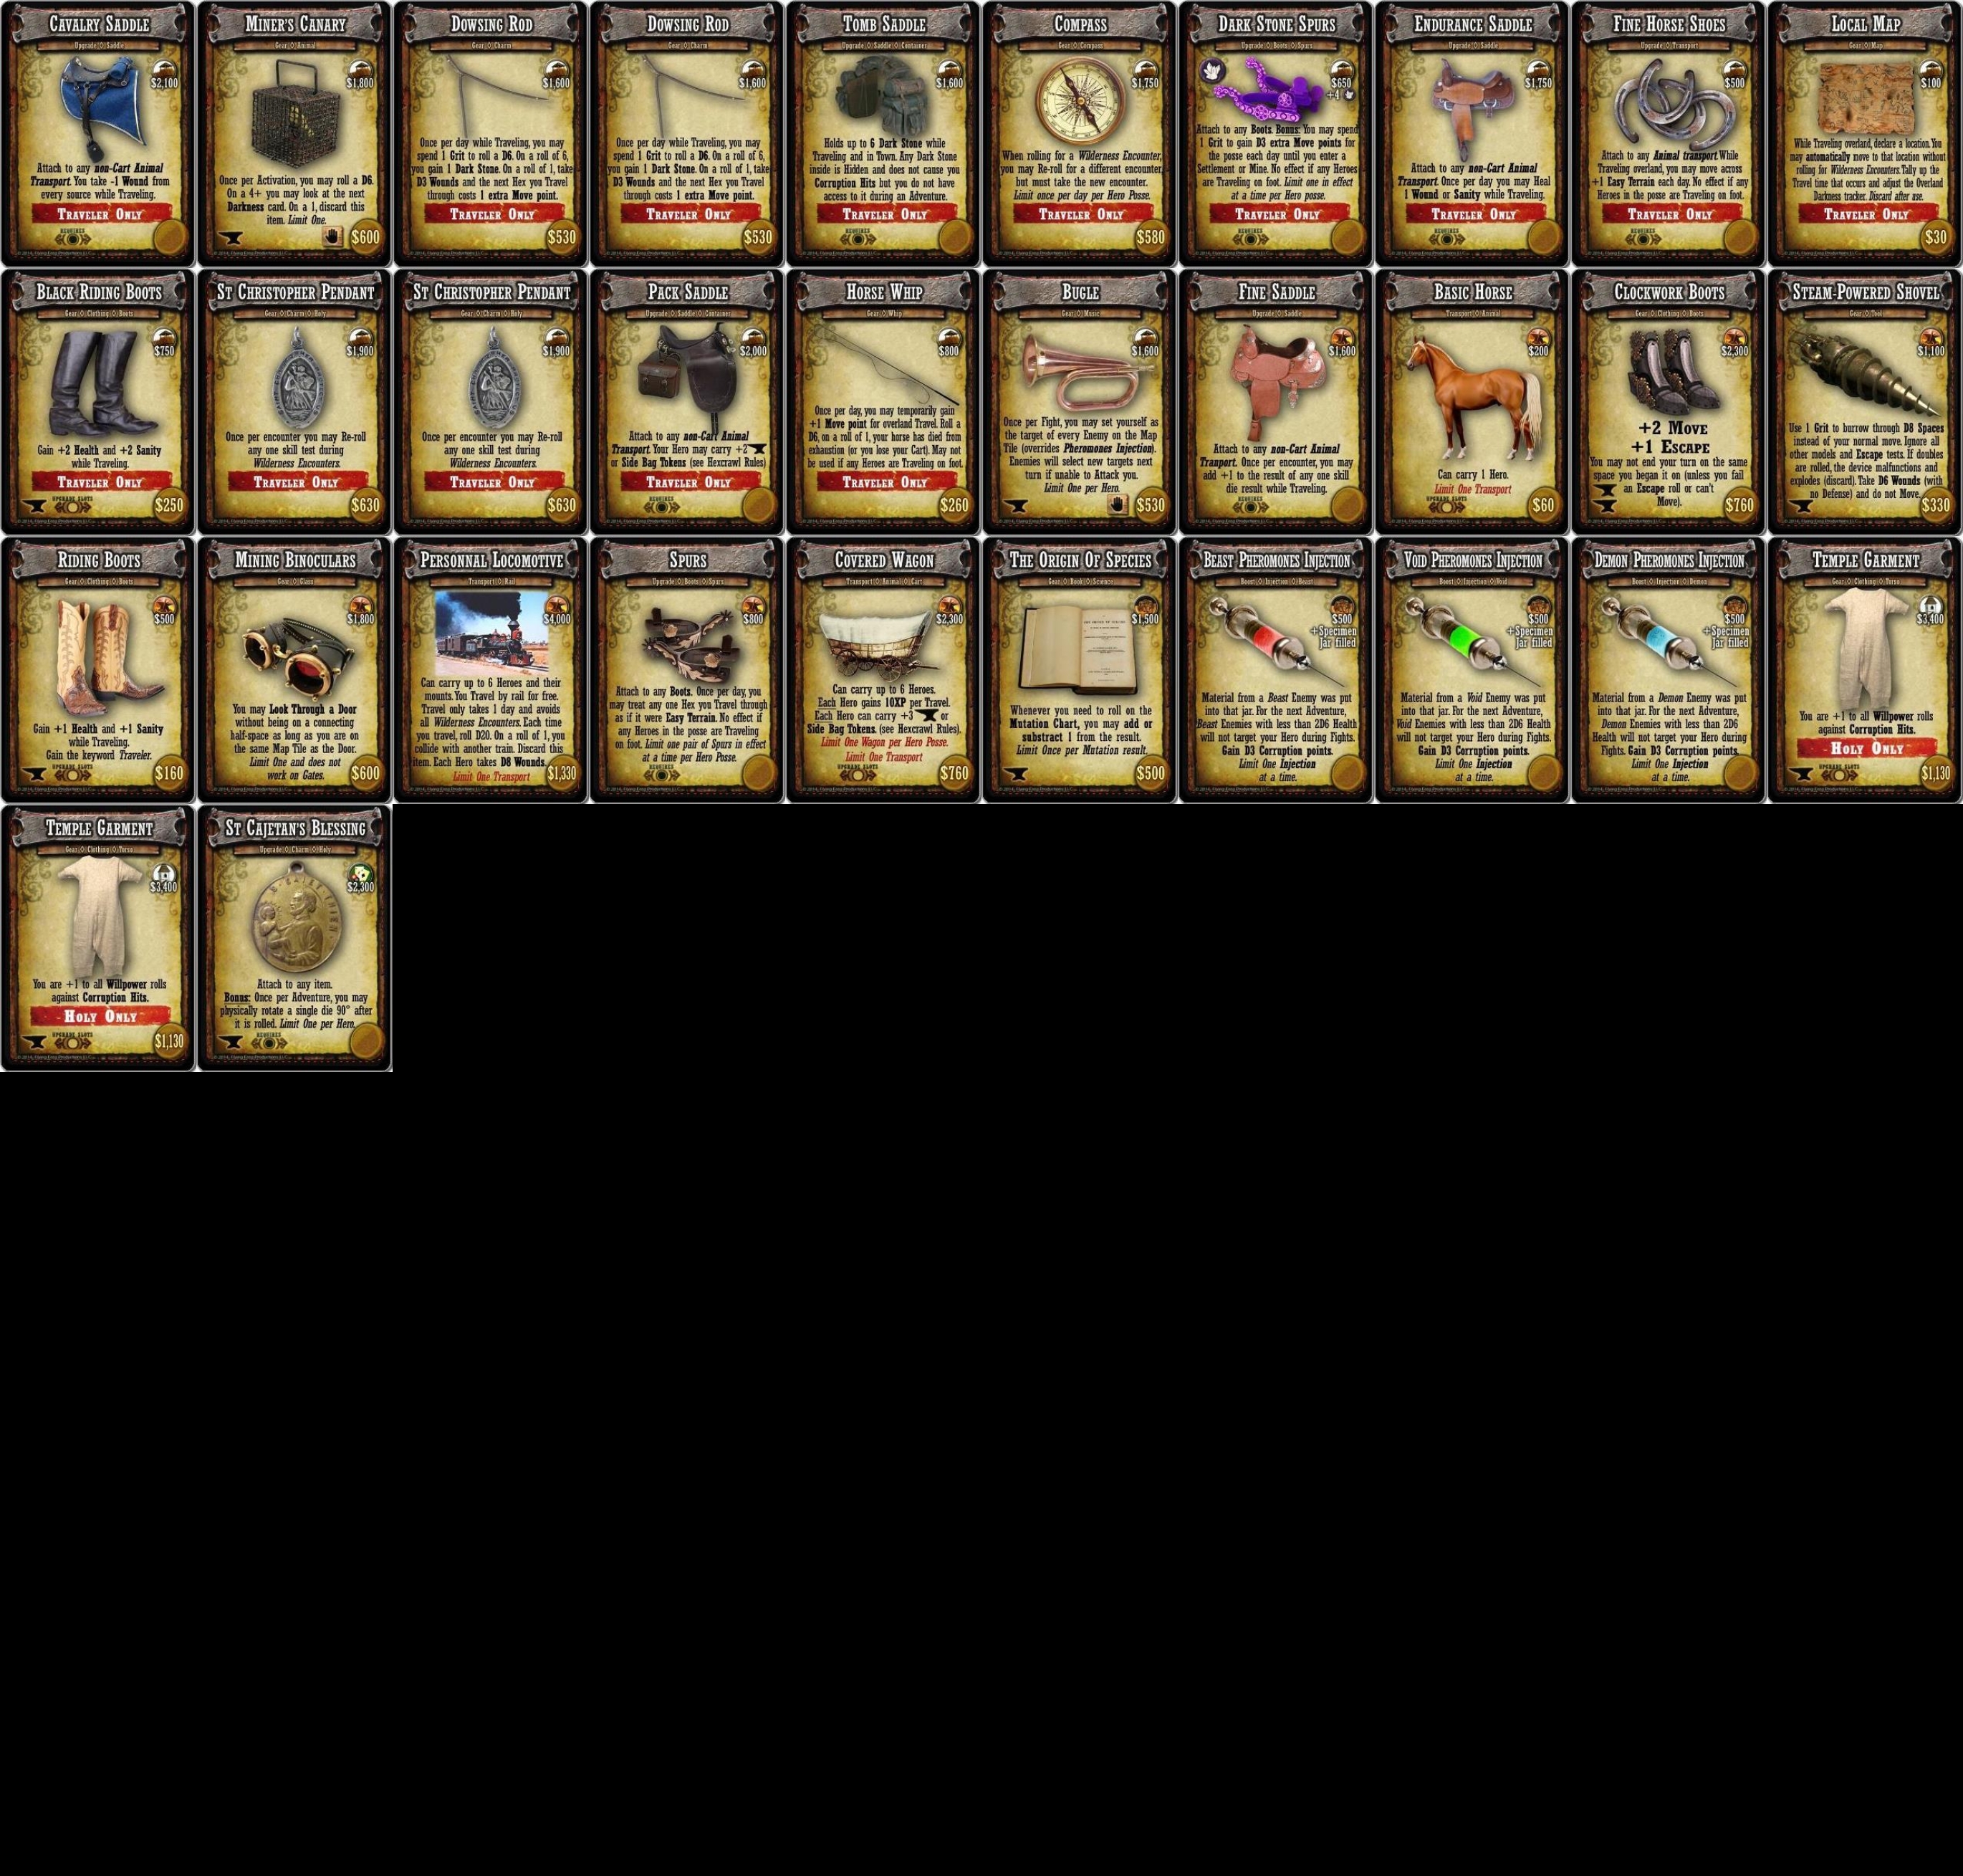 CAVALRY SADDLE
Upgrade O Saddle
$2,100
Attach to any non-Cart Animal
Transport. You take -1 Wound from
every source while Traveling.
TRAVELER ONLY
REQUIRES
MINER'S CANARY
Gear O Animal
$1,800
Once per Activation, you may roll a D6.
On a 4+ you may look at the next
Darkness card. On a 1, discard this
item. Limit One.
$600
DOWSING ROD
Gear O Charm
$1,600
Once per day while Traveling, you may
spend 1 Grit to roll a D6. On a roll of 6,
you gain 1 Dark Stone. On a roll of 1, take
D3 Wounds and the next Hex you Travel
through costs 1 extra Move point.
TRAVELER ONLY
$530
DOWSING ROD
Gear O Charm
$1,600
Once per day while Traveling, you may
spend 1 Grit to roll a D6. On a roll of 6,
you gain 1 Dark Stone. On a roll of 1, take
D3 Wounds and the next Hex you Travel
through costs 1 extra Move point.
TRAVELER ONLY
$530
TOMB SADDLE
Upgrade O Saddle O Container
$1,600
Holds up to 6 Dark Stone while
Traveling and in Town. Any Dark Stone
inside is Hidden and does not cause you
Corruption Hits but you do not have
access to it during an Adventure.
TRAVELER ONLY
REQUIRES
COMPASS
Gear O Compass
$1,750
When rolling for a Wilderness Encounter,
you may Re-roll for a different encounter,
but must take the new encounter.
Limit once per day per Hero Posse.
TRAVELER ONLY
$580
DARK STONE SPURS
Upgrade O Boots O Spurs
$650
+4
Attach to any Boots. Bonus: You may spend
1 Grit to gain D3 extra Move points for
the posse each day until you enter a
Settlement or Mine. No effect if any Heroes
are Traveling on foot. Limit one in effect
at a time per Hero posse.
TRAVELER ONLY
REQUIRES
ENDURANCE SADDLE
Upgrade O Saddle
$1,750
Attach to any non-Cart Animal
Transport. Once per day you may Heal
1 Wound or Sanity while Traveling.
TRAVELER ONLY
REQUIRES
FINE HORSE SHOES
Upgrade O Transport
$500
Attach to any Animal transport. While
Traveling overland, you may move across
+1 Easy Terrain each day. No effect if any
Heroes in the posse are Traveling on foot.
TRAVELER ONLY
REQUIRES
LOCAL MAP
Gear O Map
$100
While Traveling overland, declare a location. You
may automatically move to that location without
rolling for Wilderness Encounters. Tally up the
Travel time that occurs and adjust the Overland
Darkness tracker. Discard after use.
TRAVELER ONLY
$30
BLACK RIDING BOOTS
Gear O Clothing O Boots
$750
Gain +2 Health and +2 Sanity
while Traveling.
TRAVELER ONLY
UPGRADE SLOTS
$250
ST CHRISTOPHER PENDANT
Gear O Charm O Holy
$1,900
Once per encounter you may Re-roll
any one skill test during
Wilderness Encounters.
TRAVELER ONLY
$630
ST CHRISTOPHER PENDANT
Gear O Charm O Holy
$1,900
Once per encounter you may Re-roll
any one skill test during
Wilderness Encounters.
TRAVELER ONLY
$630
PACK SADDLE
Upgrade O Saddle O Container
$2,000
Attach to any non-Cart Animal
Transport. Your Hero may carry +2
or Side Bag Tokens (see Hexcrawl Rules)
TRAVELER ONLY
REQUIRES
HORSE WHIP
Gear O Whip
$800
Once per day, you may temporarily gain
+1 Move point for overland Travel. Roll a
D6, on a roll of 1, your horse has died from
exhaustion (or you lose your Cart). May not
be used if any Heroes are Traveling on foot.
TRAVELER ONLY
$260
BUGLE
Gear O Music
$1,600
Once per Fight, you may set yourself as
the target of every Enemy on the Map
Tile (overrides Pheromones Injection).
Enemies will select new targets next
turn if unable to Attack you.
Limit One per Hero.
$530
FINE SADDLE
Upgrade O Saddle
$1,600
Attach to any non-Cart Animal
Tranport. Once per encounter, you may
add +1 to the result of any one skill
die result while Traveling.
REQUIRES
BASIC HORSE
Transport O Animal
$200
Can carry 1 Hero.
Limit One Transport
UPGRADE SLOTS
$60
CLOCKWORK BOOTS
Gear O Clothing O Boots
$2,300
+2 MOVE
+1 ESCAPE
You may not end your turn on the same
space you began it on (unless you fail
an Escape roll or can't
Move).
$760
STEAM-POWERED SHOVEL
Gear O Tool
$1,100
Use 1 Grit to burrow through D8 Spaces
instead of your normal move. Ignore all
other models and Escape tests. If doubles
are rolled, the device malfunctions and
explodes (discard). Take D6 Wounds (with
no Defense) and do not Move.
$330
RIDING BOOTS
Gear O Clothing O Boots
$500
Gain +1 Health and +1 Sanity
while Traveling.
Gain the keyword Traveler.
UPGRADE SLOTS
$160
MINING BINOCULARS
Gear O Glass
$1,800
You may Look Through a Door
without being on a connecting
half-space as long as you are on
the same Map Tile as the Door.
Limit One and does not
work on Gates.
$600
PERSONNAL LOCOMOTIVE
Transport O Rail
$4,000
Can carry up to 6 Heroes and their
mounts. You Travel by rail for free.
Travel only takes 1 day and avoids
all Wilderness Encounters. Each time
you travel, roll D20. On a roll of 1, you
collide with another train. Discard this
item. Each Hero takes D8 Wounds.
Limit One Transport
$1,330
SPURS
Upgrade O Boots O Spurs
$800
Attach to any Boots. Once per day, you
may treat any one Hex you Travel through
as if it were Easy Terrain. No effect if
any Heroes in the posse are Traveling
on foot. Limit one pair of Spurs in effect
at a time per Hero Posse.
REQUIRES
COVERED WAGON
Transport O Animal O Cart
$2,300
Can carry up to 6 Heroes.
Each Hero gains 10XP per Travel.
Each Hero can carry +3 or
Side Bag Tokens. (see Hexcrawl Rules).
Limit One Wagon per Hero Posse.
Limit One Transport
UPGRADE SLOTS
$760
THE ORIGIN OF SPECIES
Gear O Book O Science
$1,500
Whenever you need to roll on the
Mutation Chart, you may add or
substract 1 from the result.
Limit Once per Mutation result.
$500
BEAST PHEROMONES INJECTION
Boost O Injection O Beast
$500
+Specimen
Jar filled
Material from a Beast Enemy was put
into that jar. For the next Adventure,
Beast Enemies with less than 2D6 Health
will not target your Hero during Fights.
Gain D3 Corruption points.
Limit One Injection
at a time.
VOID PHEROMONES INJECTION
Boost O Injection O Void
$500
+Specimen
Jar filled
Material from a Void Enemy was put
into that jar. For the next Adventure,
Void Enemies with less than 2D6 Health
will not target your Hero during Fights.
Gain D3 Corruption points.
Limit One Injection
at a time.
DEMON PHEROMONES INJECTION
Boost O Injection O Demon
$500
+Specimen
Jar filled
Material from a Demon Enemy was put
into that jar. For the next Adventure,
Demon Enemies with less than 2D6
Health will not target your Hero during
Fights. Gain D3 Corruption points.
Limit One Injection
at a time.
TEMPLE GARMENT
Gear O Clothing O Torso
$3,400
You are +1 to all Willpower rolls
against Corruption Hits.
HOLY ONLY
UPGRADE SLOTS
$1,130
TEMPLE GARMENT
Gear O Clothing O Torso
$3,400
You are +1 to all Willpower rolls
against Corruption Hits.
HOLY ONLY
UPGRADE SLOTS
$1,130
ST CAJETAN'S BLESSING
Upgrade O Charm O Holy
$2,300
Attach to any item.
Bonus: Once per Adventure, you may
physically rotate a single die 90° after
it is rolled. Limit One per Hero.
REQUIRES